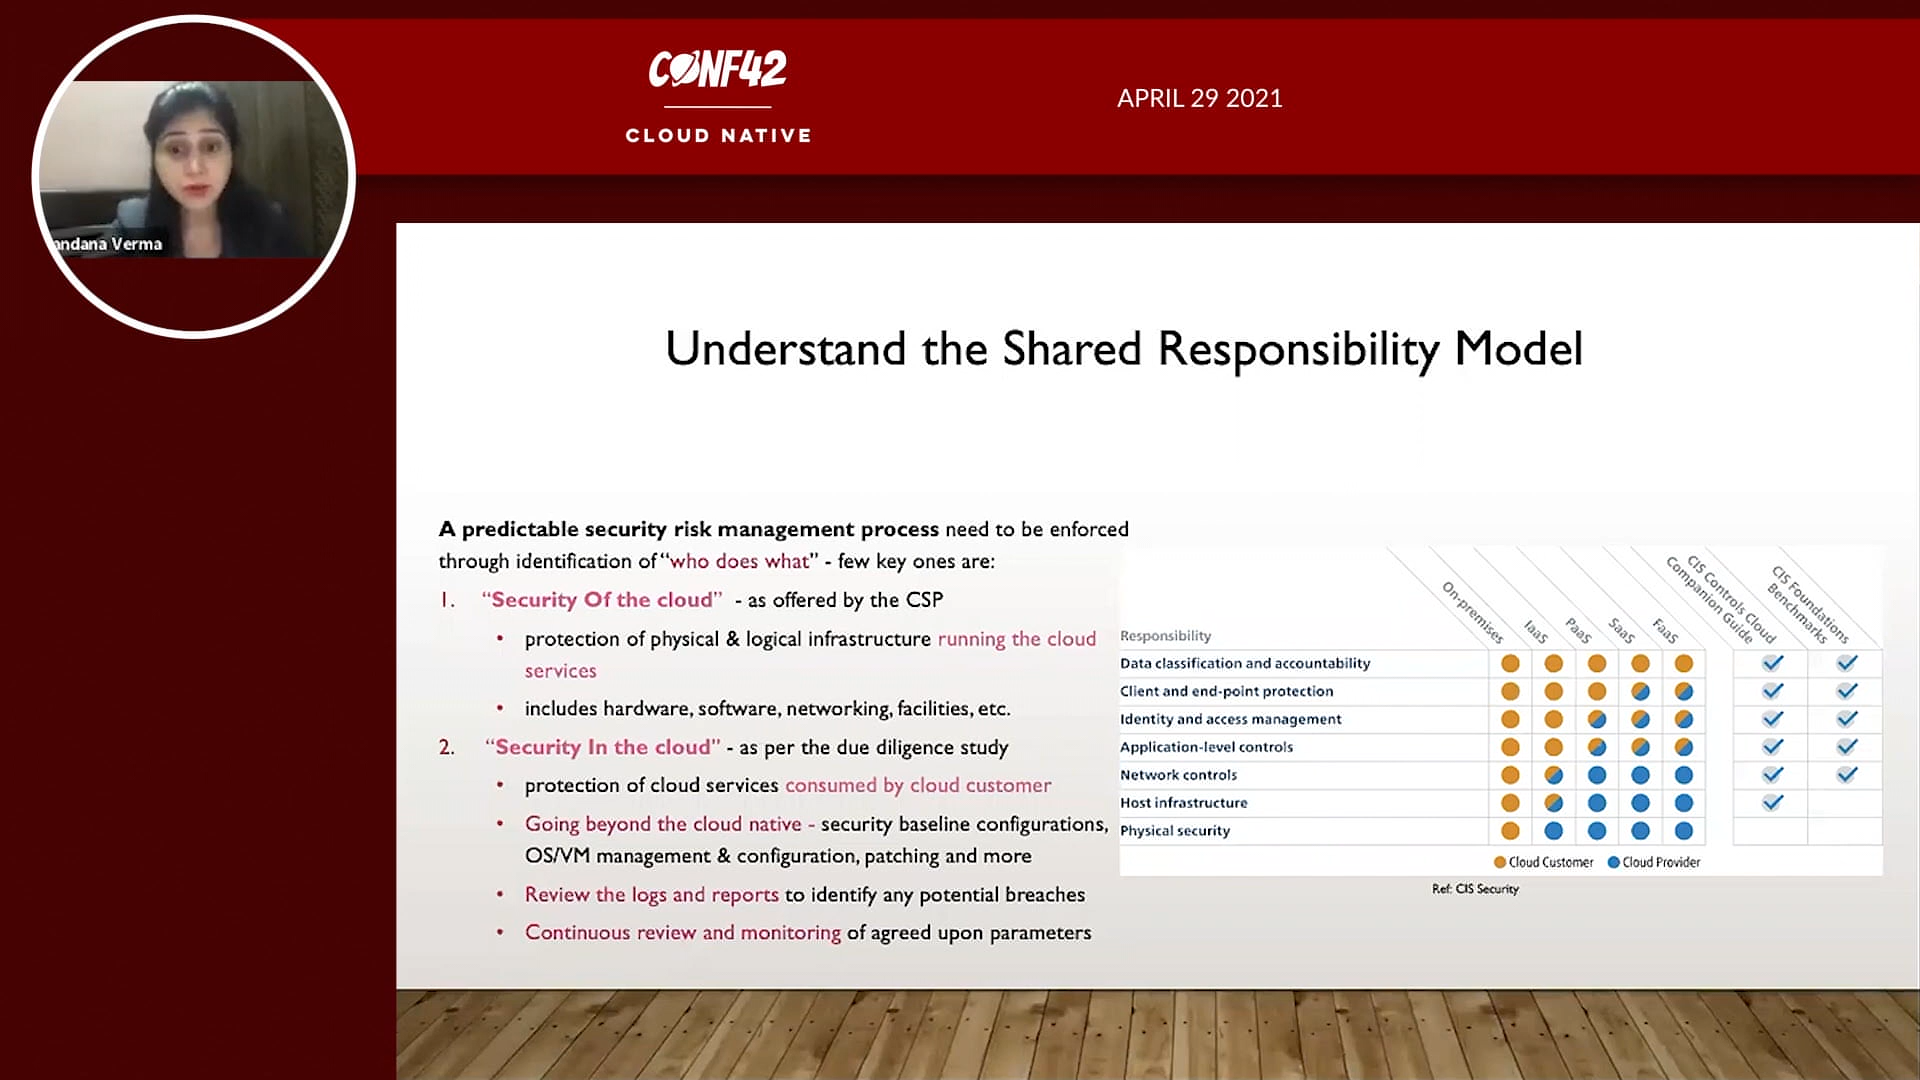 CONF42
CLOUD NATIVE
APRIL 29 2021
andana Verma
Understand the Shared Responsibility Model
A predictable security risk management process need to be enforced
through identification of “who does what” - few key ones are:
1. “Security Of the cloud” - as offered by the CSP
• protection of physical & logical infrastructure running the cloud
services
• includes hardware, software, networking, facilities, etc.
2. “Security In the cloud” - as per the due diligence study
• protection of cloud services consumed by cloud customer
• Going beyond the cloud native - security baseline configurations,
OS/VM management & configuration, patching and more
• Review the logs and reports to identify any potential breaches
• Continuous review and monitoring of agreed upon parameters
Responsibility
On-premises
IaaS
PaaS
SaaS
FaaS
CIS Controls Cloud
Companion Guide
CIS Foundations
Benchmarks
Data classification and accountability
Client and end-point protection
Identity and access management
Application-level controls
Network controls
Host infrastructure
Physical security
Cloud Customer Cloud Provider
Ref: CIS Security